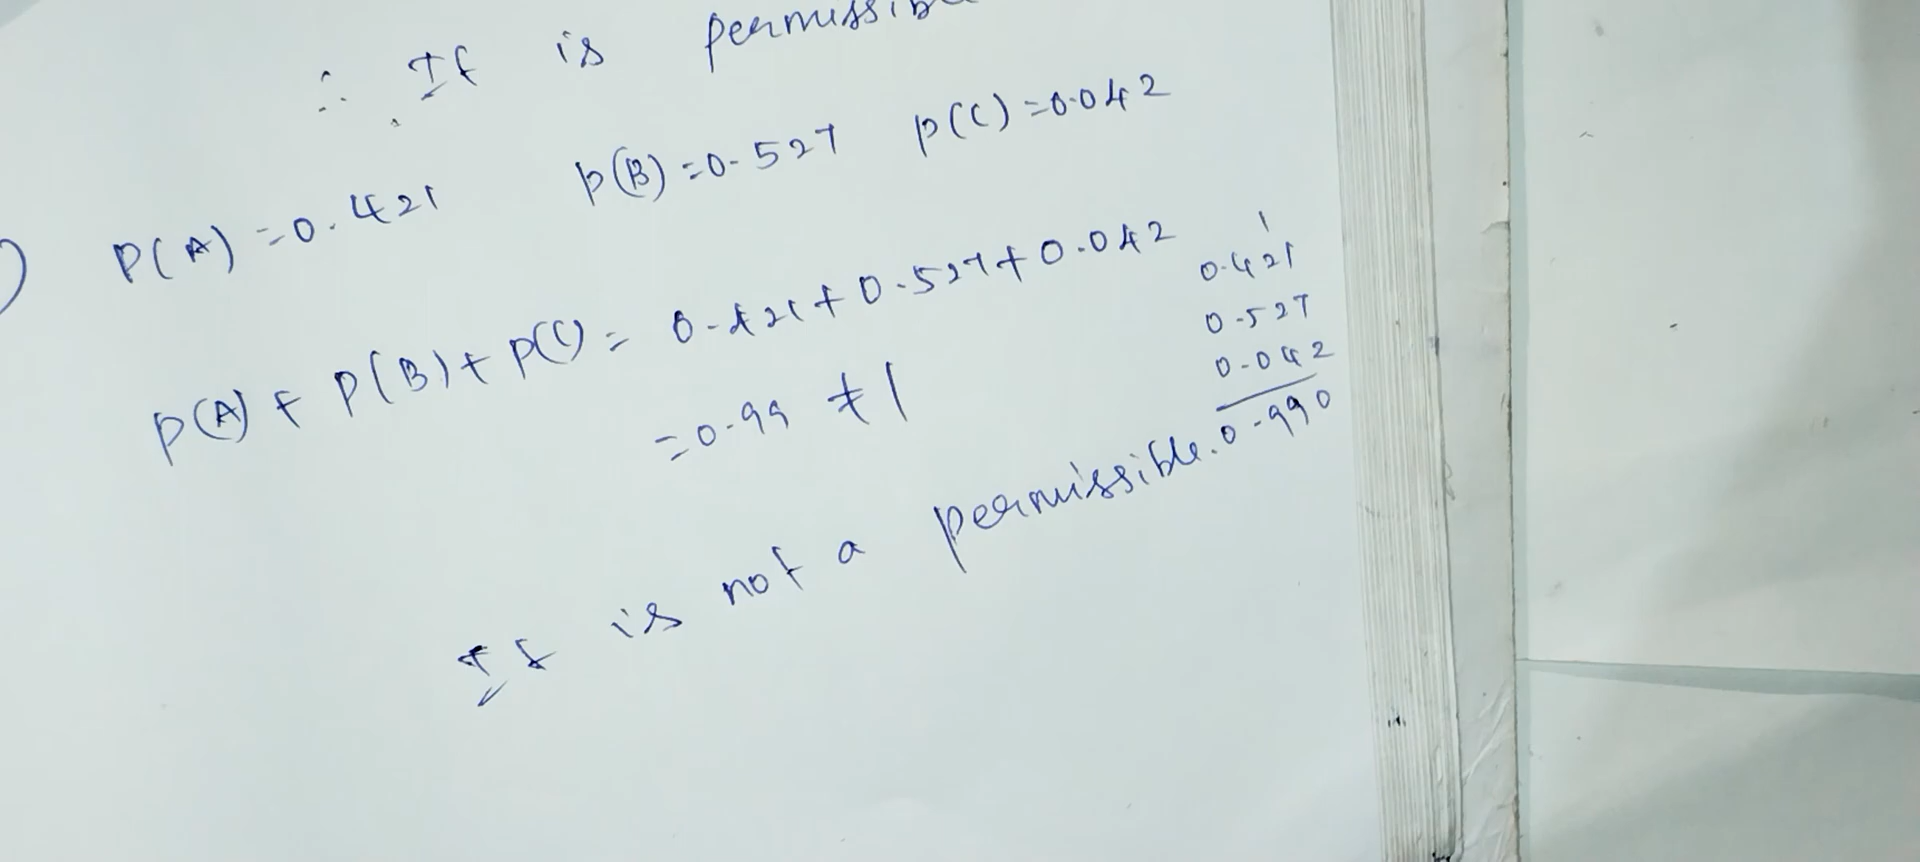 ∴ It is
P(A) = 0.421 P(B) = 0.527 P(C) = 0.042
P(A) + P(B) + P(C) = 0.421 + 0.527 + 0.042
= 0.99 ≠ 1
It is not a permissible.
1
0.421
0.527
0.042
0.990